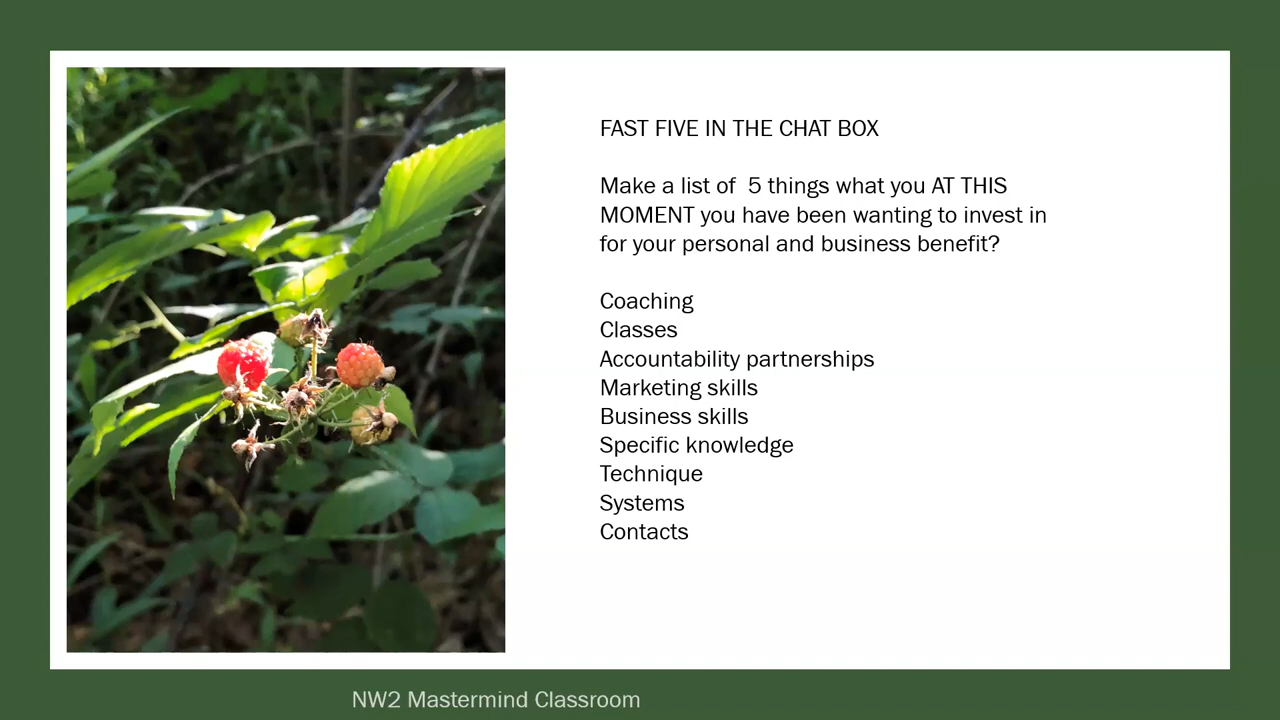 FAST FIVE IN THE CHAT BOX
Make a list of  5 things what you AT THIS
MOMENT you have been wanting to invest in
for your personal and business benefit?
Coaching
Classes
Accountability partnerships
Marketing skills
Business skills
Specific knowledge
Technique
Systems
Contacts
NW2 Mastermind Classroom